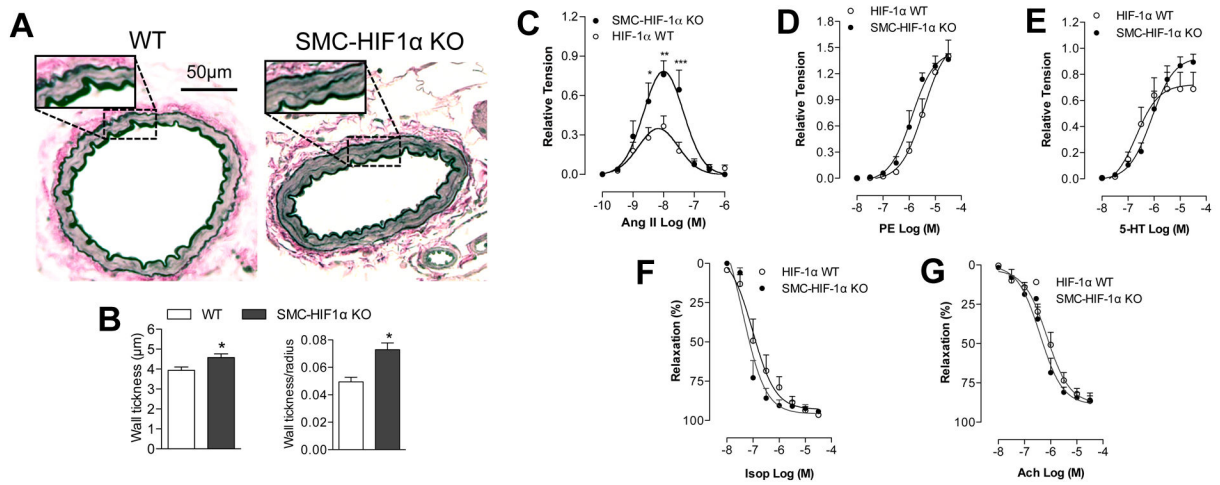 A
WT
SMC-HIF1α KO
50µm
B
WT
SMC-HIF1α KO
Wall tickness (µm)
6
5
4
3
2
1
0
*
Wall tickness/radius
0.08
0.06
0.04
0.02
0.00
*
C
SMC-HIF-1α KO
HIF-1α WT
Relative Tension
1.2
0.9
0.6
0.3
0.0
*
**
***
-10 -9 -8 -7 -6
Ang II Log (M)
D
HIF-1α WT
SMC-HIF-1α KO
Relative Tension
1.8
1.5
1.2
0.9
0.6
0.3
0.0
-8 -7 -6 -5 -4
PE Log (M)
E
HIF-1α WT
SMC-HIF-1α KO
Relative Tension
1.2
1.0
0.8
0.6
0.4
0.2
0.0
-8 -7 -6 -5 -4
5-HT Log (M)
F
HIF-1α WT
SMC-HIF-1α KO
Relaxation (%)
0
25
50
75
100
-8 -7 -6 -5 -4
Isop Log (M)
G
HIF-1α WT
SMC-HIF-1α KO
Relaxation (%)
0
25
50
75
100
-8 -7 -6 -5 -4
Ach Log (M)